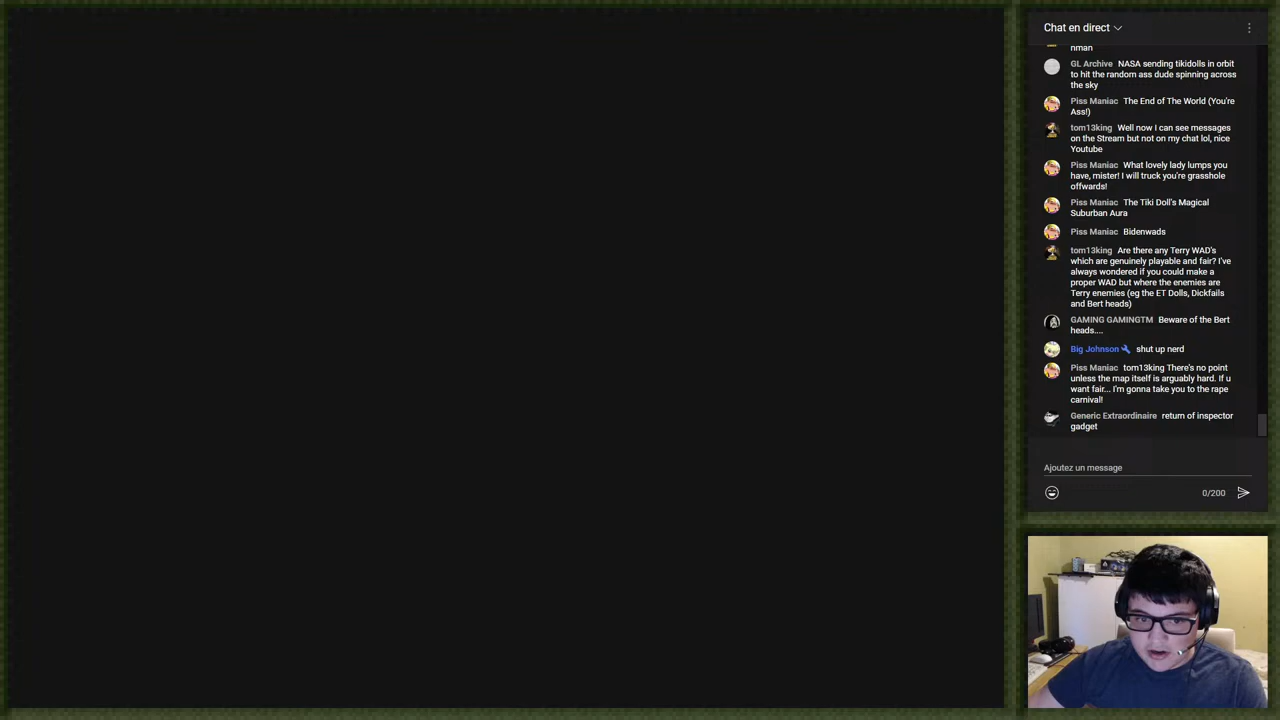 Chat en direct
nman
GL Archive NASA sending tikidolls in orbit
to hit the random ass dude spinning across
the sky
Piss Maniac The End of The World (You're
Ass!)
tom13king Well now I can see messages
on the Stream but not on my chat lol, nice
Youtube
Piss Maniac What lovely lady lumps you
have, mister! I will truck you're grasshole
offwards!
Piss Maniac The Tiki Doll's Magical
Suburban Aura
Piss Maniac Bidenwads
tom13king Are there any Terry WAD's
which are genuinely playable and fair? I've
always wondered if you could make a
proper WAD but where the enemies are
Terry enemies (eg the ET Dolls, Dickfails
and Bert heads)
GAMING GAMINGTM Beware of the Bert
heads....
Big Johnson shut up nerd
Piss Maniac tom13king There's no point
unless the map itself is arguably hard. If u
want fair... I'm gonna take you to the rape
carnival!
Generic Extraordinaire return of inspector
gadget
Ajoutez un message
0/200